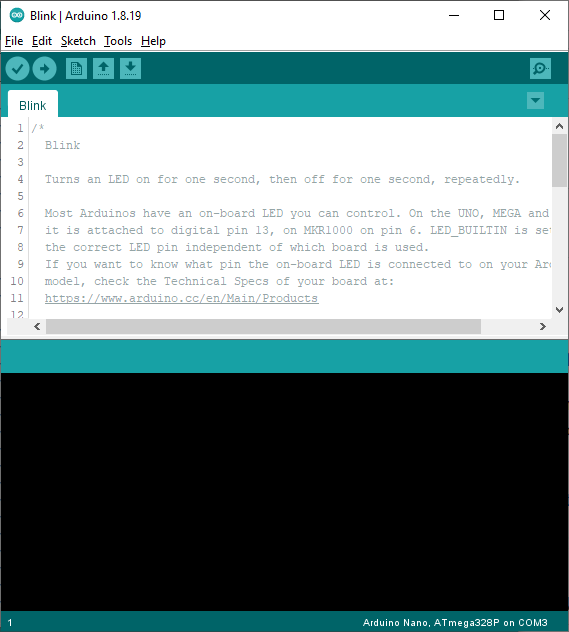 Blink | Arduino 1.8.19
File Edit Sketch Tools Help
Blink
1 /*
2 Blink
3
4 Turns an LED on for one second, then off for one second, repeatedly.
5
6 Most Arduinos have an on-board LED you can control. On the UNO, MEGA and
7 it is attached to digital pin 13, on MKR1000 on pin 6. LED_BUILTIN is se
8 the correct LED pin independent of which board is used.
9 If you want to know what pin the on-board LED is connected to on your
10 model, check the Technical Specs of your board at:
11 https://www.arduino.cc/en/Main/Products
12
1 Arduino Nano, ATmega328P on COM3